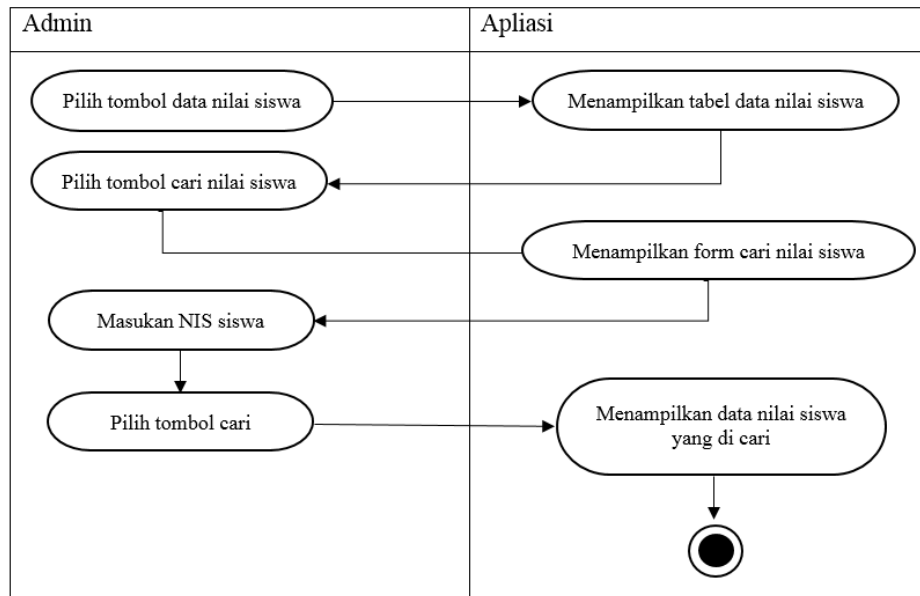 Admin
Apliasi
Pilih tombol data nilai siswa
Menampilkan tabel data nilai siswa
Pilih tombol cari nilai siswa
Menampilkan form cari nilai siswa
Masukan NIS siswa
Pilih tombol cari
Menampilkan data nilai siswa
yang di cari